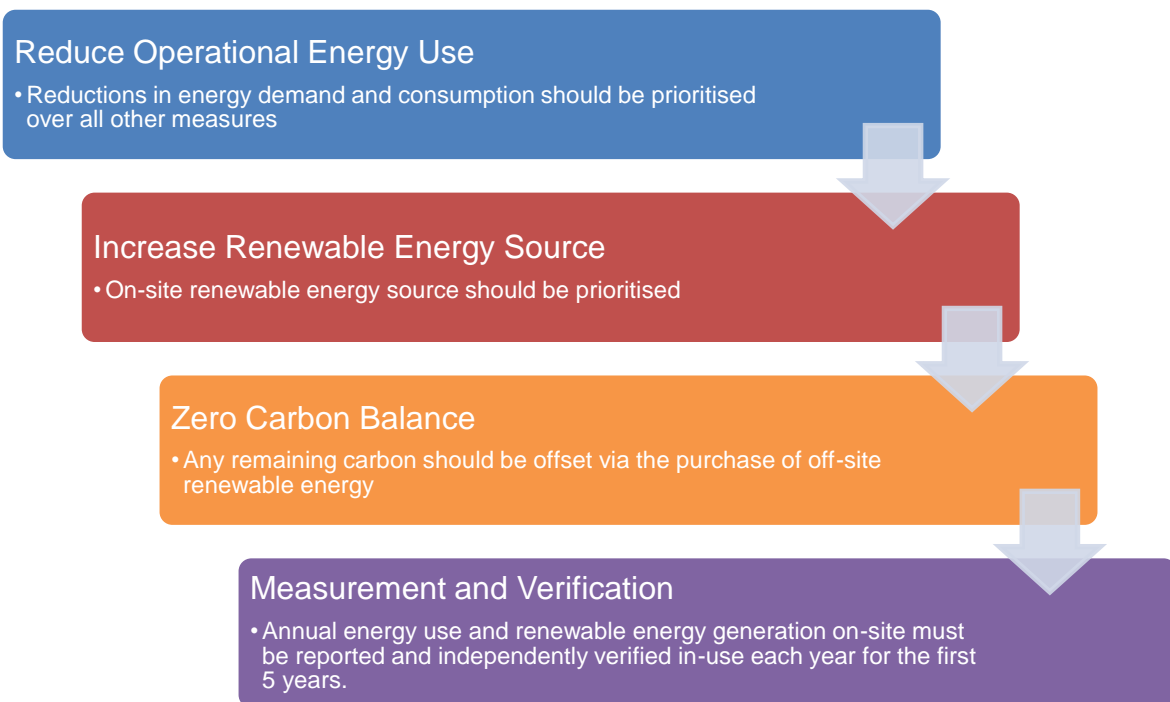 Reduce Operational Energy Use
• Reductions in energy demand and consumption should be prioritised
over all other measures
Increase Renewable Energy Source
• On-site renewable energy source should be prioritised
Zero Carbon Balance
• Any remaining carbon should be offset via the purchase of off-site
renewable energy
Measurement and Verification
• Annual energy use and renewable energy generation on-site must
be reported and independently verified in-use each year for the first
5 years.